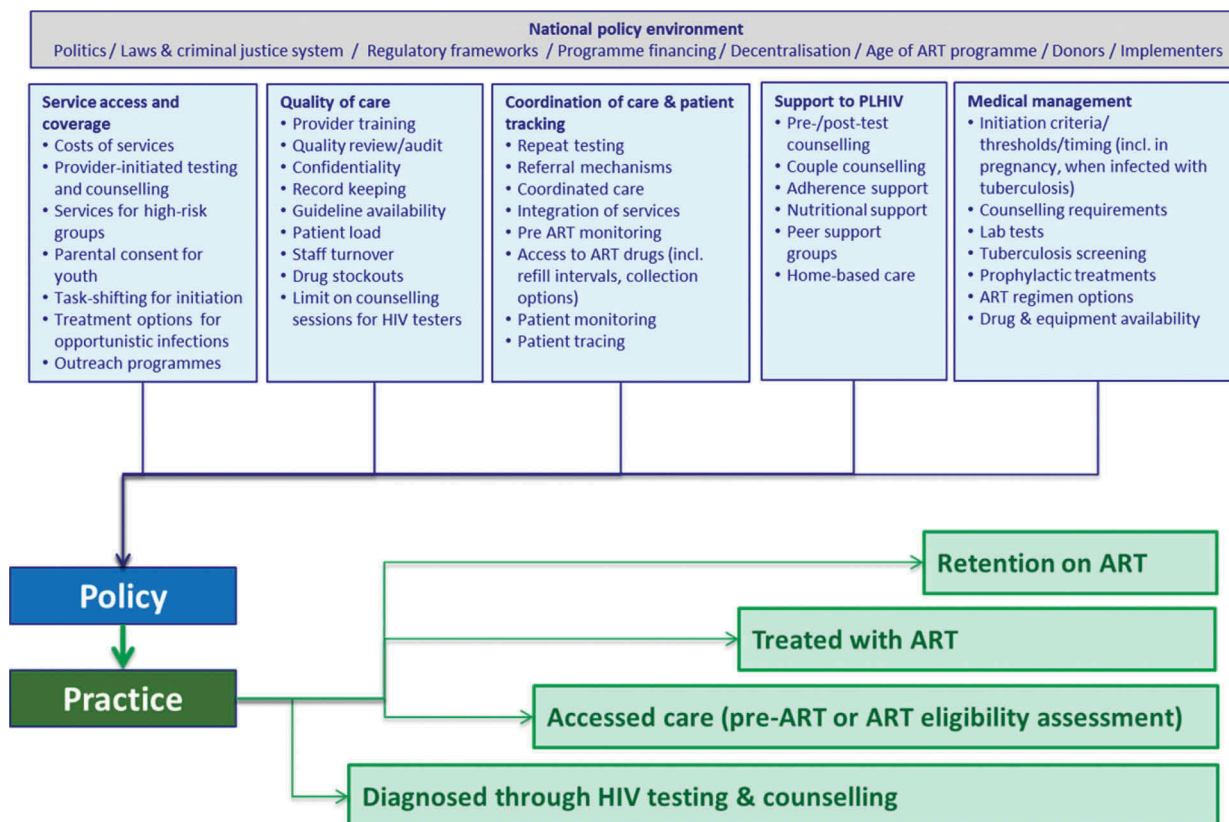 National policy environment
Politics / Laws & criminal justice system / Regulatory frameworks / Programme financing / Decentralisation / Age of ART programme / Donors / Implementers
Service access and
coverage
• Costs of services
• Provider-initiated testing
and counselling
• Services for high-risk
groups
• Parental consent for
youth
• Task-shifting for initiation
• Treatment options for
opportunistic infections
• Outreach programmes
Quality of care
• Provider training
• Quality review/audit
• Confidentiality
• Record keeping
• Guideline availability
• Patient load
• Staff turnover
• Drug stockouts
• Limit on counselling
sessions for HIV testers
Coordination of care & patient
tracking
• Repeat testing
• Referral mechanisms
• Coordinated care
• Integration of services
• Pre ART monitoring
• Access to ART drugs (incl.
refill intervals, collection
options)
• Patient monitoring
• Patient tracing
Support to PLHIV
• Pre-/post-test
counselling
• Couple counselling
• Adherence support
• Nutritional support
• Peer support
groups
• Home-based care
Medical management
• Initiation criteria/
thresholds/timing (incl. in
pregnancy, when infected with
tuberculosis)
• Counselling requirements
• Lab tests
• Tuberculosis screening
• Prophylactic treatments
• ART regimen options
• Drug & equipment availability
Policy
Practice
Retention on ART
Treated with ART
Accessed care (pre-ART or ART eligibility assessment)
Diagnosed through HIV testing & counselling